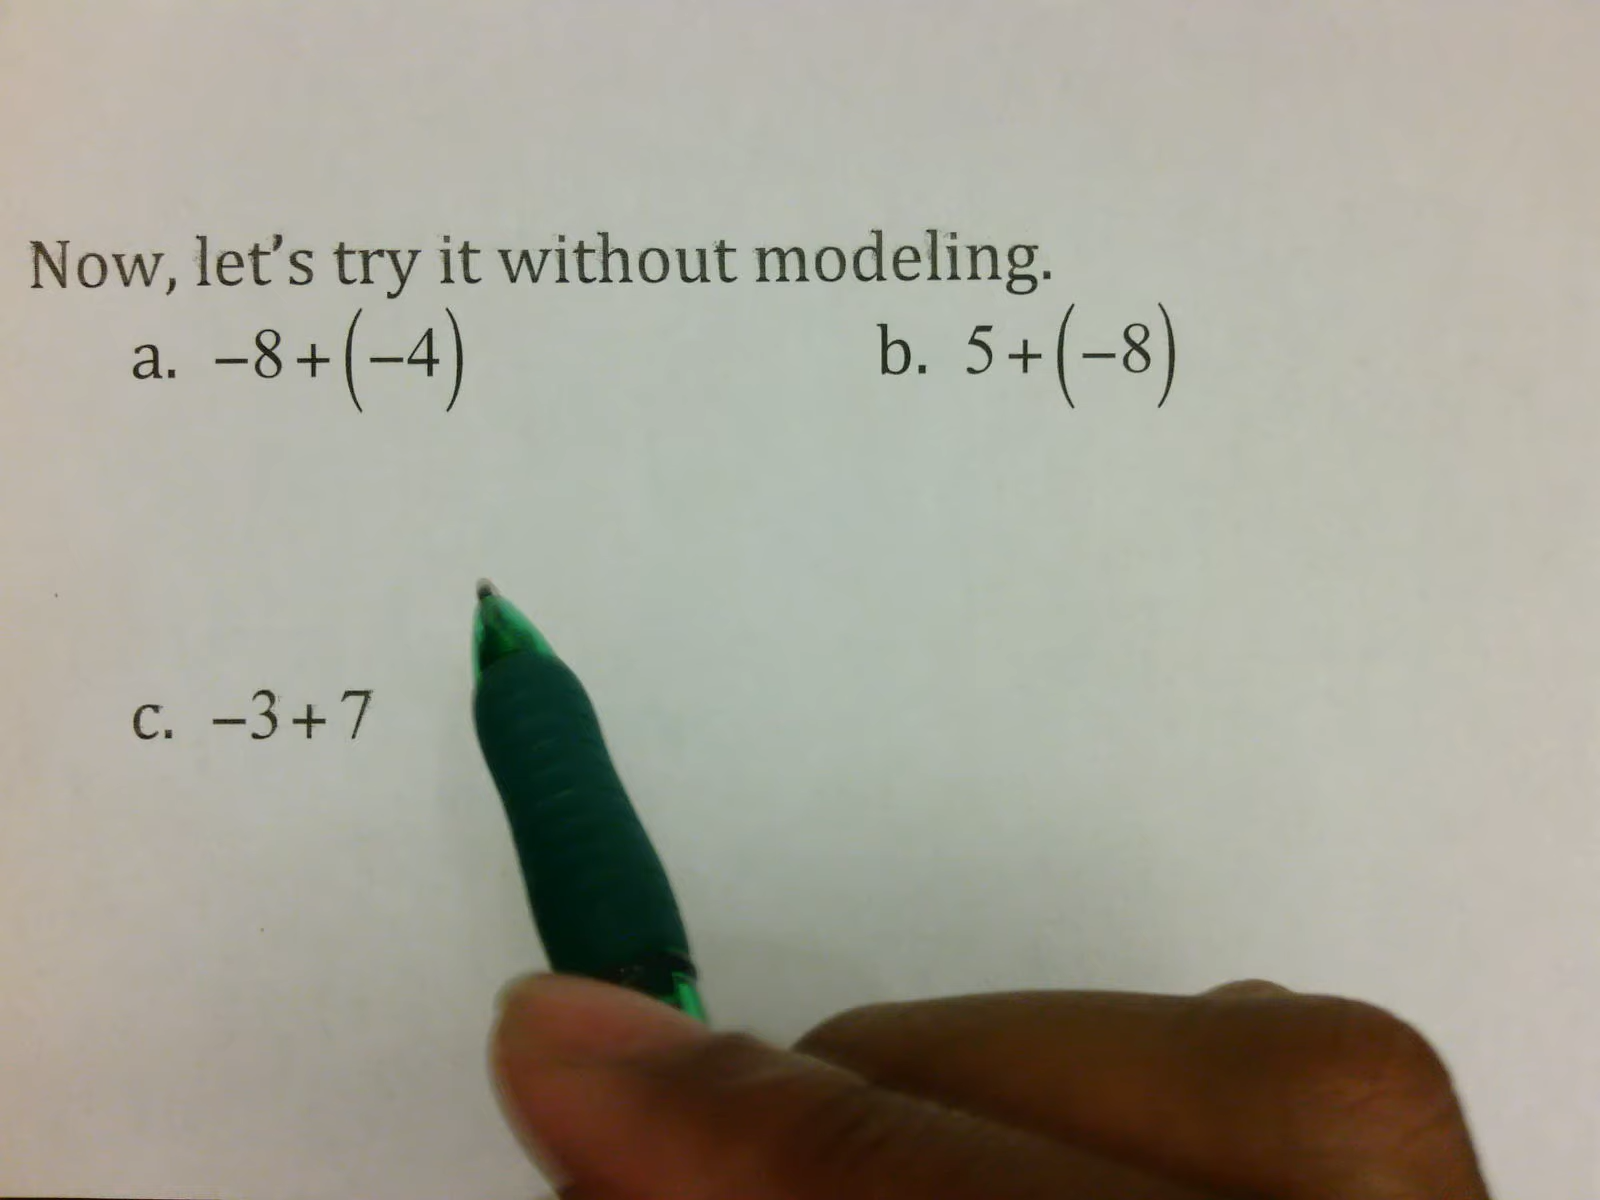 Now, let's try it without modeling.
a. −8+(−4) b. 5+(−8)
c. −3+7